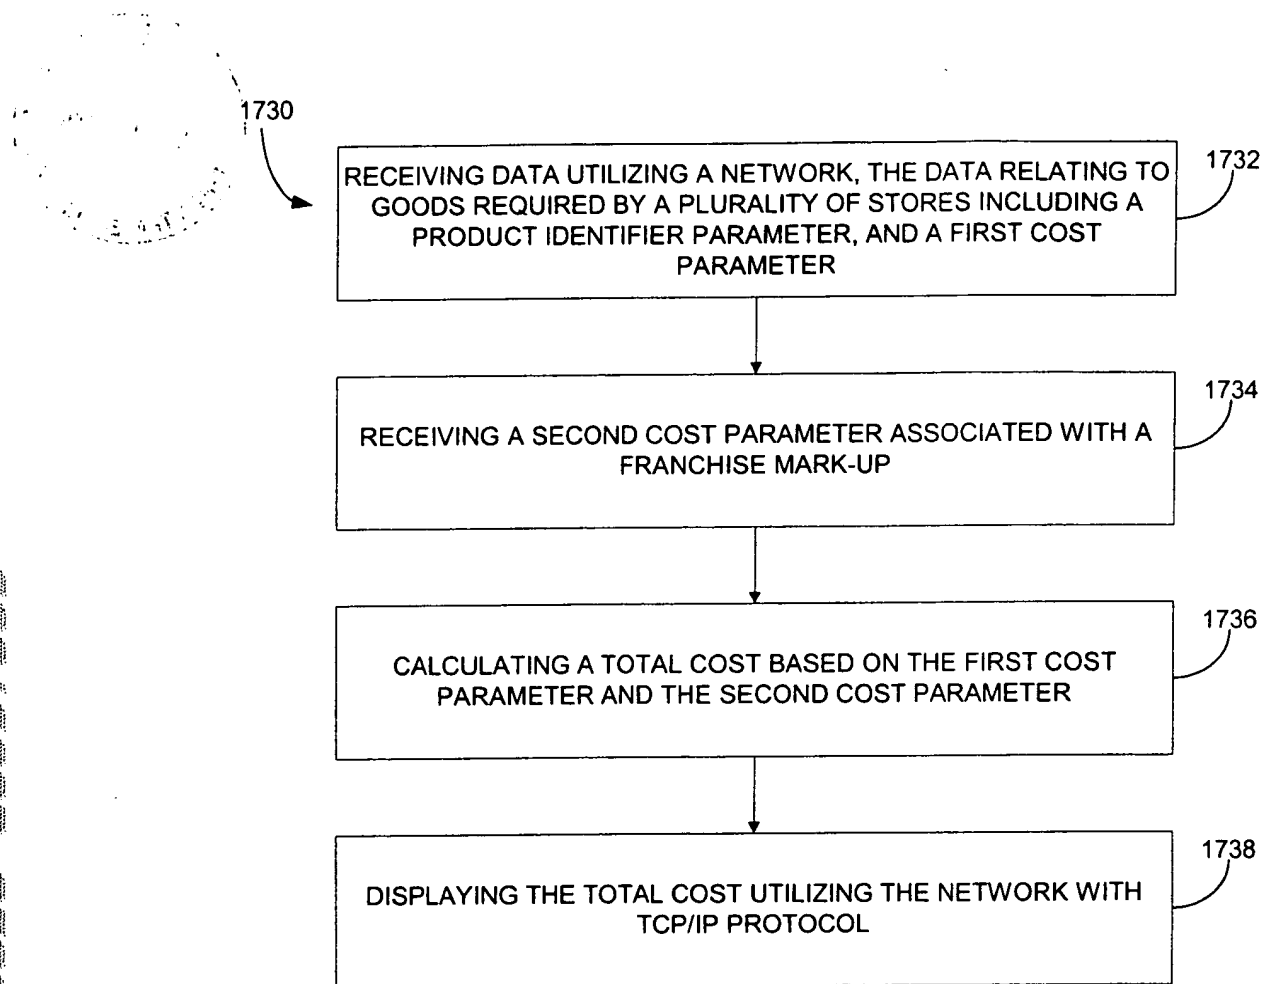 1730
RECEIVING DATA UTILIZING A NETWORK, THE DATA RELATING TO
GOODS REQUIRED BY A PLURALITY OF STORES INCLUDING A
PRODUCT IDENTIFIER PARAMETER, AND A FIRST COST
PARAMETER
1732
RECEIVING A SECOND COST PARAMETER ASSOCIATED WITH A
FRANCHISE MARK-UP
1734
CALCULATING A TOTAL COST BASED ON THE FIRST COST
PARAMETER AND THE SECOND COST PARAMETER
1736
DISPLAYING THE TOTAL COST UTILIZING THE NETWORK WITH
TCP/IP PROTOCOL
1738